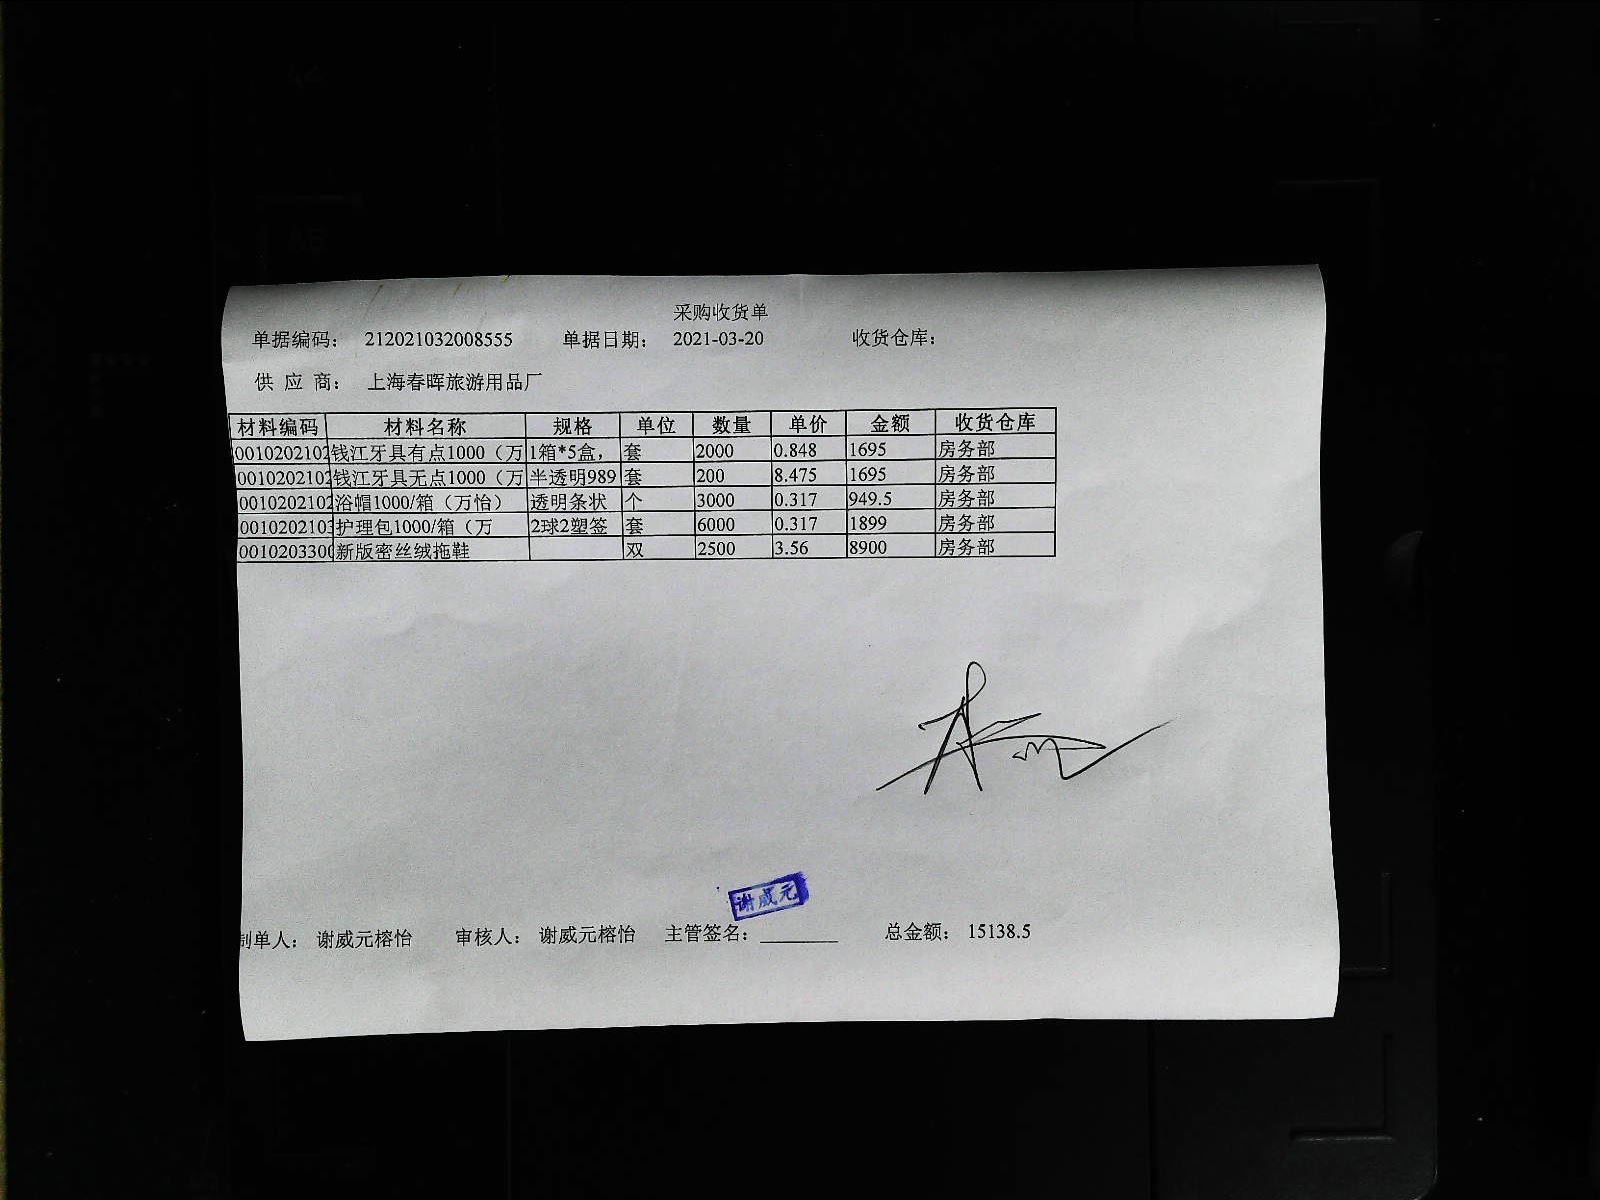 采购收货单
单据编码： 212021032008555 单据日期： 2021-03-20 收货仓库：
供 应 商： 上海春晖旅游用品厂
材料编码 材料名称 规格 单位 数量 单价 金额 收货仓库
0010202102 钱江牙具有点1000（万 1箱*5盒， 套 2000 0.848 1695 房务部
0010202102 钱江牙具无点1000（万 半透明989 套 200 8.475 1695 房务部
0010202102 浴帽1000/箱（万怡） 透明条状 个 3000 0.317 949.5 房务部
0010202103 护理包1000/箱（万 2球2塑签 套 6000 0.317 1899 房务部
0010203300 新版密丝绒拖鞋 双 2500 3.56 8900 房务部
谢威元
制单人： 谢威元榕怡 审核人： 谢威元榕怡 主管签名：________ 总金额： 15138.5